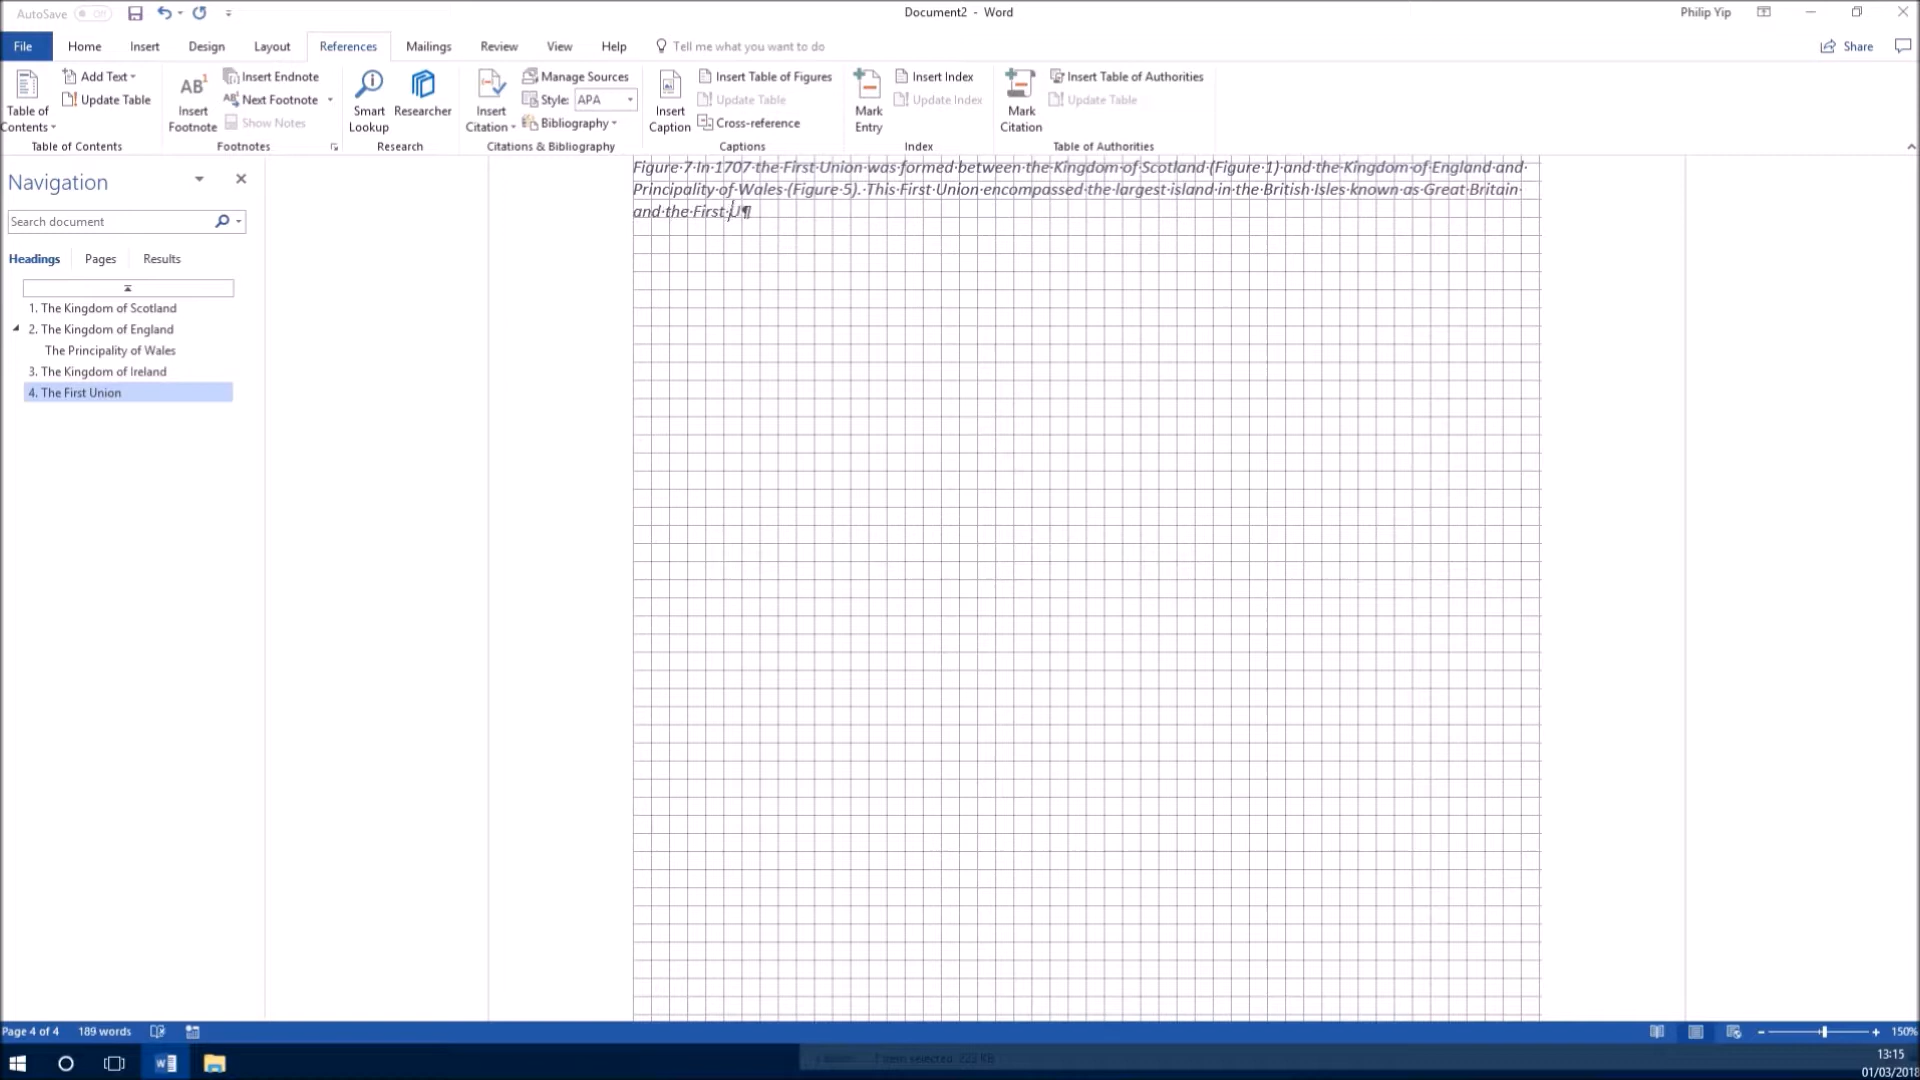 AutoSave Off
Document2 - Word
Philip Yip
File Home Insert Design Layout References Mailings Review View Help Tell me what you want to do
Share
Table of Contents
Add Text
Update Table
Table of Contents
AB1 Insert Footnote
Insert Endnote
Next Footnote
Show Notes
Footnotes
Smart Lookup
Researcher
Research
Insert Citation
Manage Sources
Style: APA
Bibliography
Citations & Bibliography
Insert Caption
Insert Table of Figures
Update Table
Cross-reference
Captions
Mark Entry
Insert Index
Update Index
Index
Mark Citation
Insert Table of Authorities
Update Table
Table of Authorities
Navigation
Search document
Headings Pages Results
1. The Kingdom of Scotland
2. The Kingdom of England
The Principality of Wales
3. The Kingdom of Ireland
4. The First Union
Figure·7·In·1707·the·First·Union·was·formed·between·the·Kingdom·of·Scotland·(Figure·1)·and·the·Kingdom·of·England·and·
Principality·of·Wales·(Figure·5).·This·First·Union·encompassed·the·largest·island·in·the·British·Isles·known·as·Great·Britain·
and·the·First·U¶
Page 4 of 4 189 words
150%
1 item selected 222 KB
13:15
01/03/2018